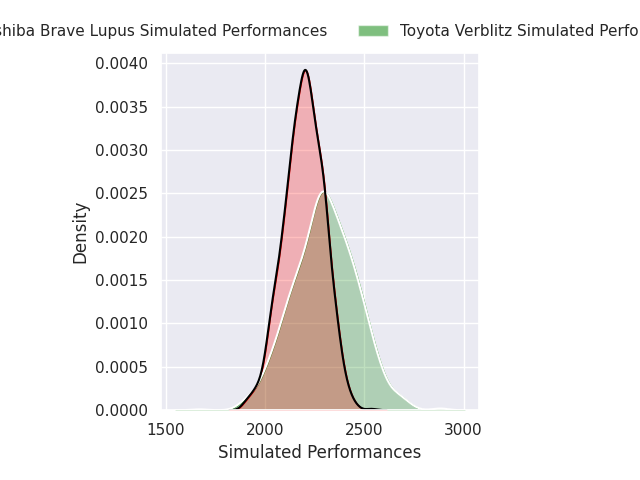 shiba Brave Lupus Simulated Performances Toyota Verblitz Simulated Perfo
0.0040
0.0035
0.0030
0.0025
0.0020
0.0015
0.0010
0.0005
0.0000
Density
1500 2000 2500 3000
Simulated Performances